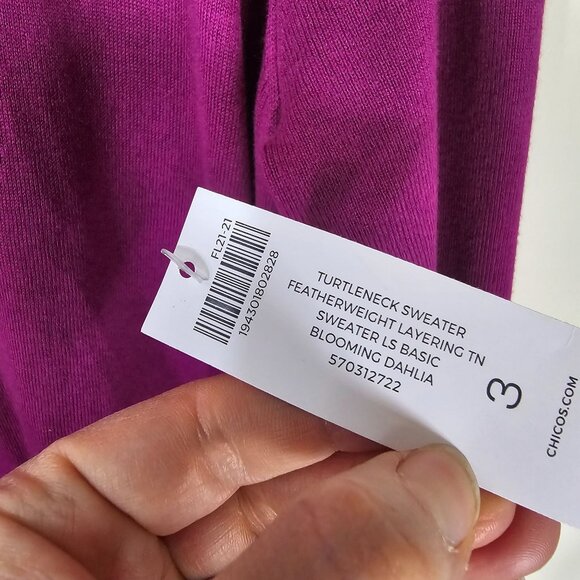 FL21-21
194301802828
TURTLENECK SWEATER
FEATHERWEIGHT LAYERING TN
SWEATER LS BASIC
BLOOMING DAHLIA
570312722
3
CHICOS.COM